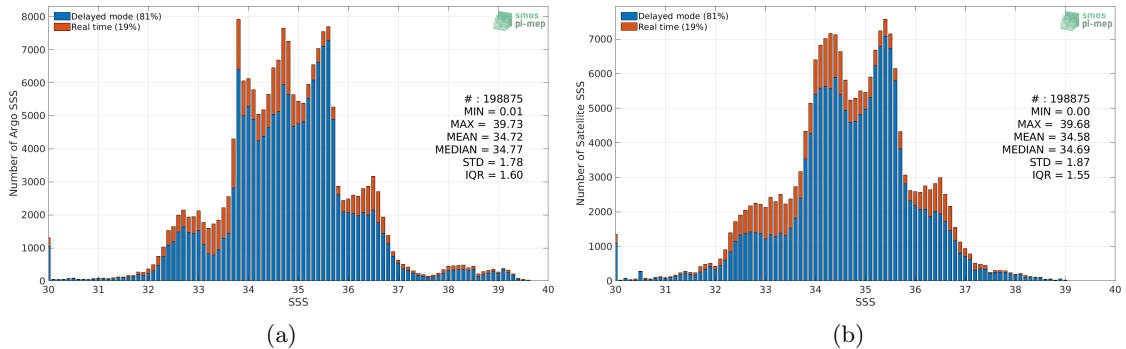 Delayed mode (81%)
Real time (19%)
smos
pi-mep
8000
7000
6000
5000
4000
3000
2000
1000
0
Number of Argo SSS
# : 198875
MIN = 0.01
MAX = 39.73
MEAN = 34.72
MEDIAN = 34.77
STD = 1.78
IQR = 1.60
30 31 32 33 34 35 36 37 38 39 40
SSS
(a)
Delayed mode (81%)
Real time (19%)
smos
pi-mep
7000
6000
5000
4000
3000
2000
1000
0
Number of Satellite SSS
# : 198875
MIN = 0.00
MAX = 39.68
MEAN = 34.58
MEDIAN = 34.69
STD = 1.87
IQR = 1.55
30 31 32 33 34 35 36 37 38 39 40
SSS
(b)